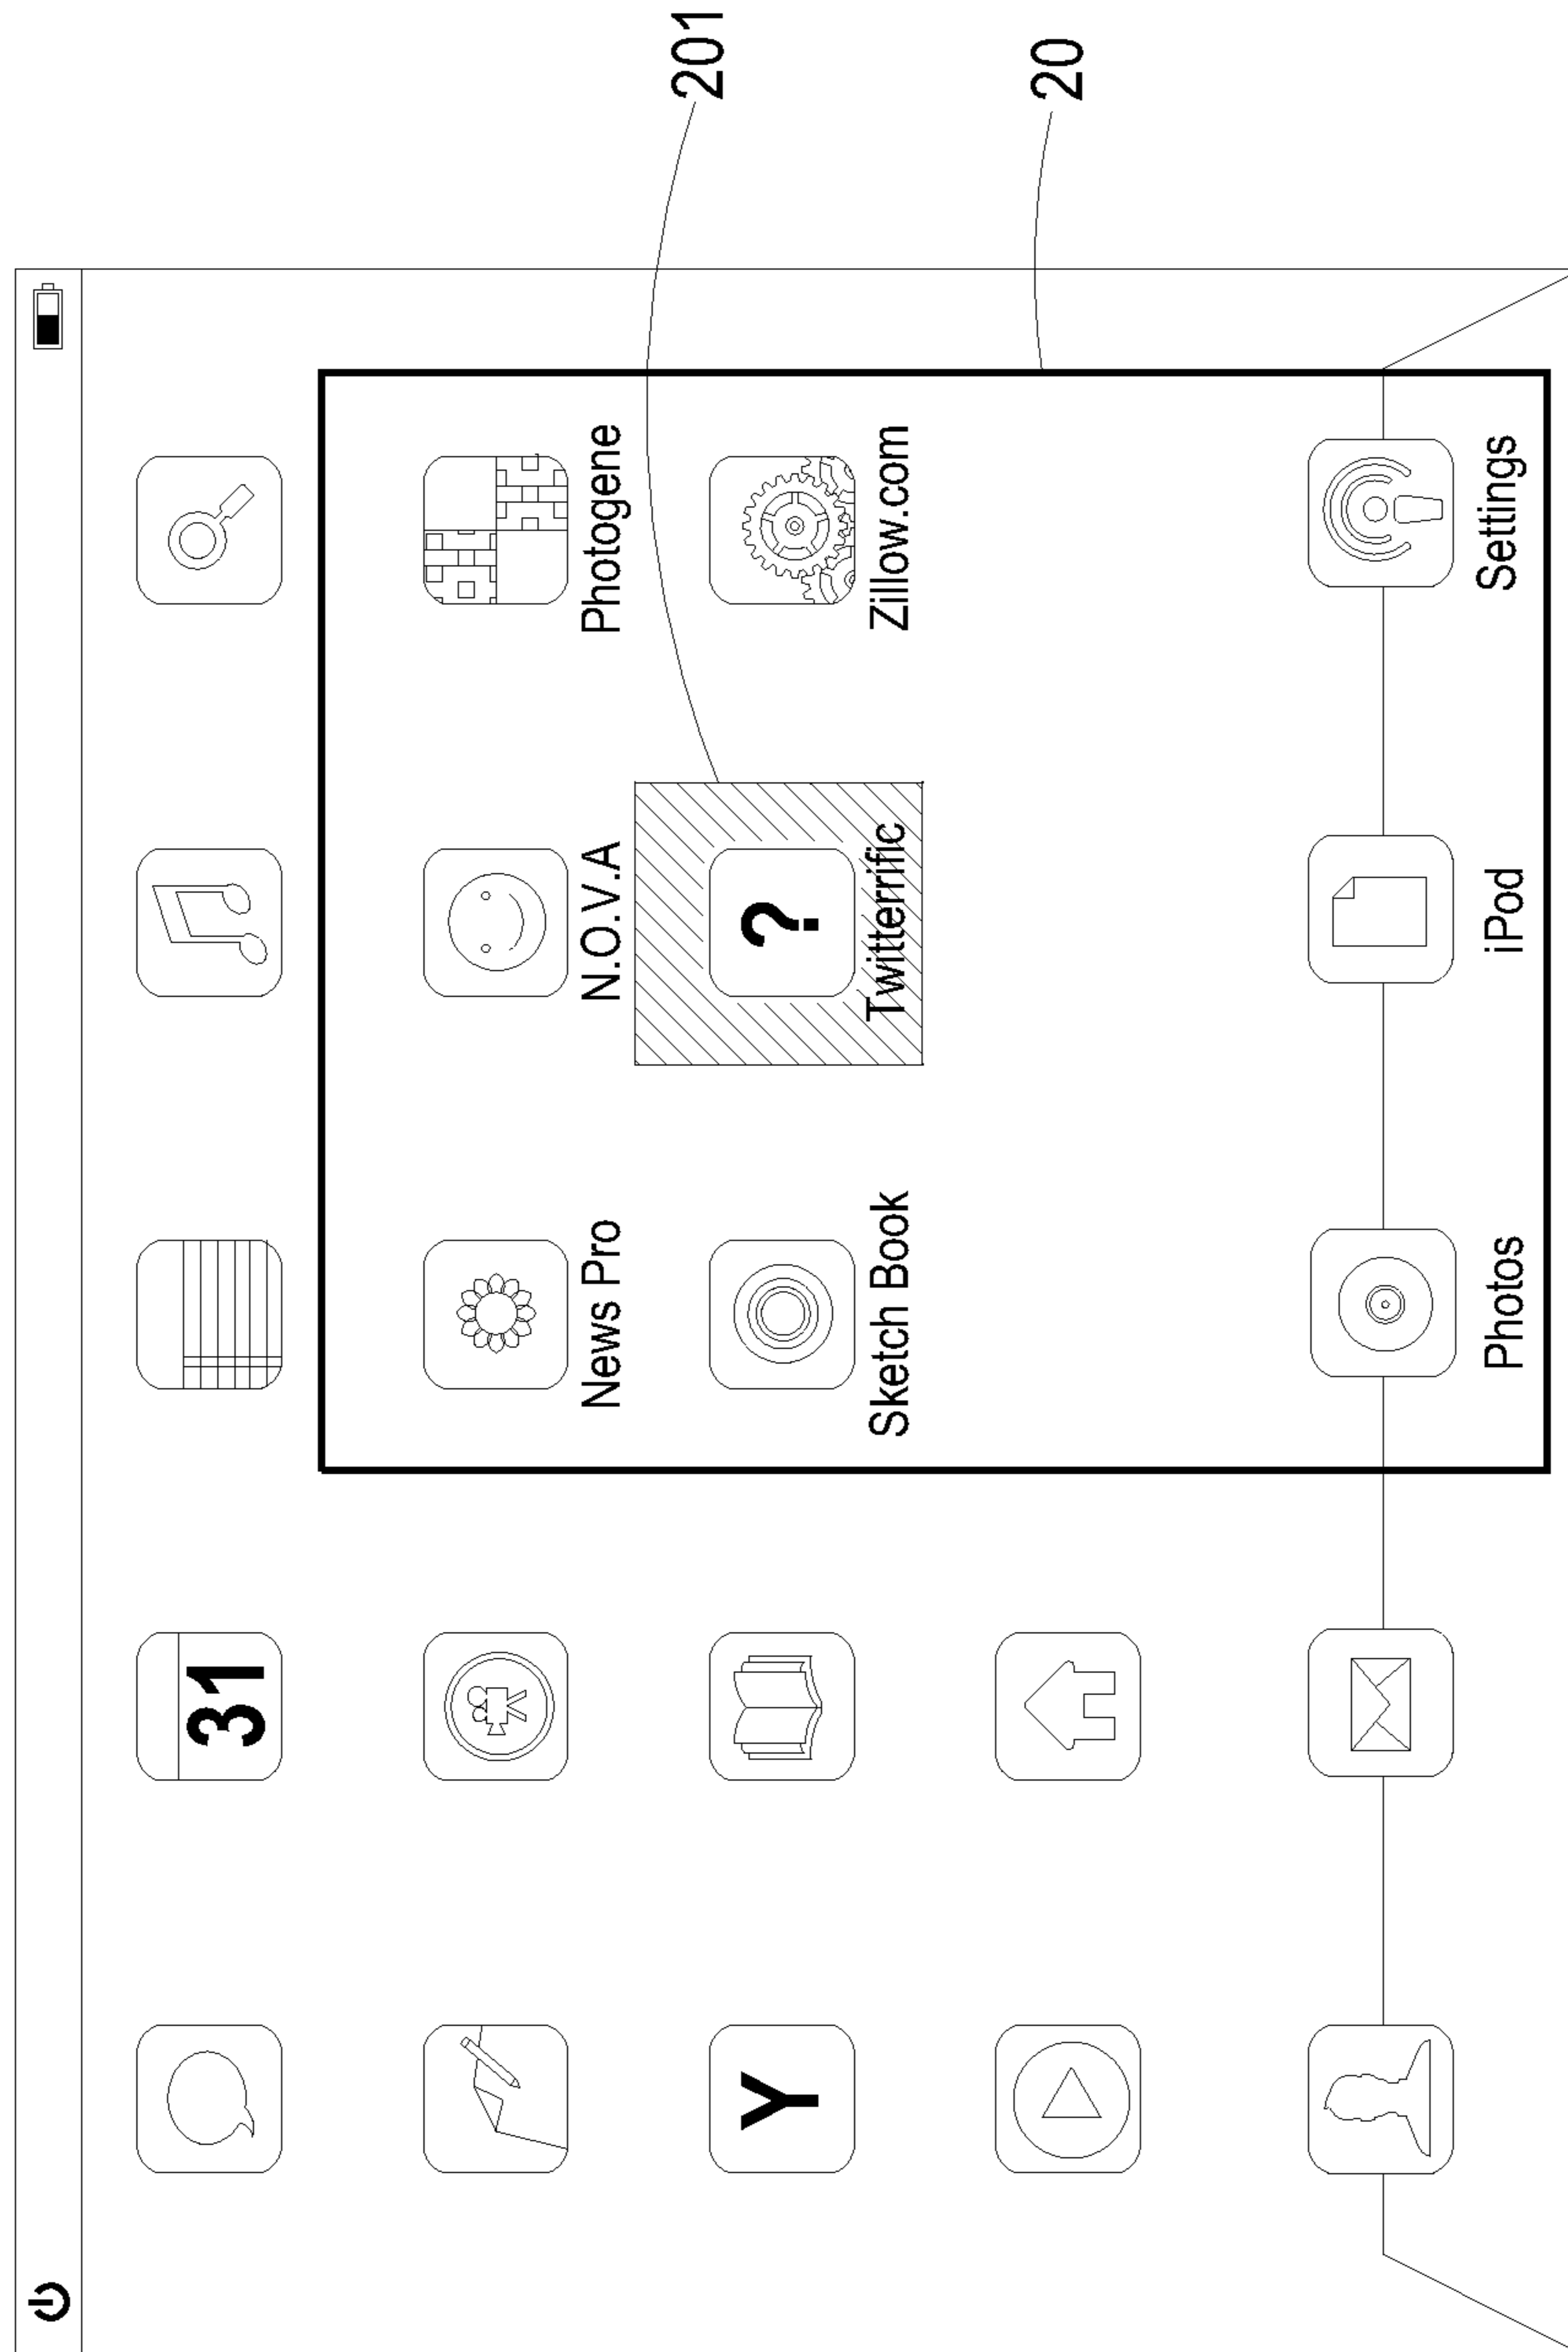 31
News Pro
N.O.V.A
Photogene
201
Y
?
Sketch Book
Twitterrific
Zillow.com
20
Photos
iPod
Settings